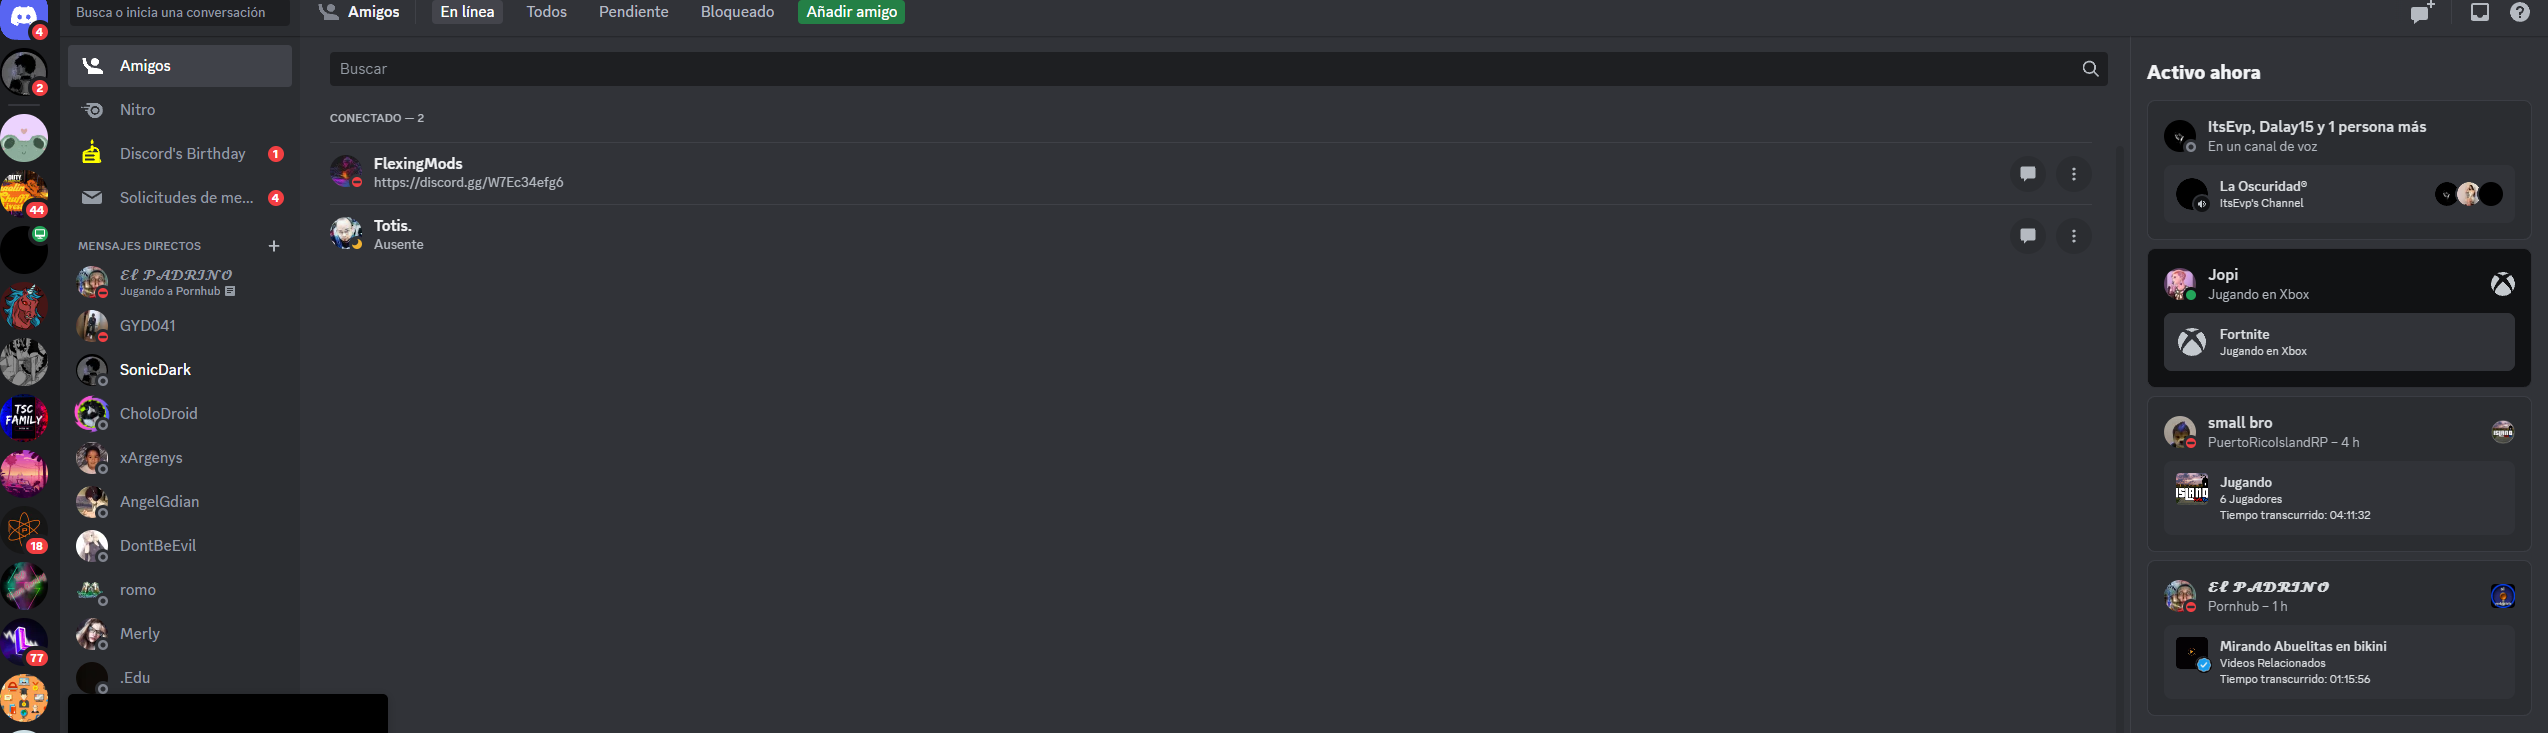 4
Busca o inicia una conversación
Amigos
En línea
Todos
Pendiente
Bloqueado
Añadir amigo
2
44
TSC
FAMILY
18
77
Amigos
Nitro
Discord's Birthday
1
Solicitudes de me...
4
MENSAJES DIRECTOS
El PADRINO
Jugando a Pornhub
GYD041
SonicDark
CholoDroid
xArgenys
AngelGdian
DontBeEvil
romo
Merly
.Edu
Buscar
CONECTADO — 2
FlexingMods
https://discord.gg/W7Ec34efg6
Totis.
Ausente
Activo ahora
ItsEvp, Dalay15 y 1 persona más
En un canal de voz
La Oscuridad®
ItsEvp's Channel
Jopi
Jugando en Xbox
Fortnite
Jugando en Xbox
small bro
PuertoRicoIslandRP – 4 h
ISLAND
Jugando
6 Jugadores
Tiempo transcurrido: 04:11:32
El PADRINO
Pornhub – 1 h
Mirando Abuelitas en bikini
Videos Relacionados
Tiempo transcurrido: 01:15:56